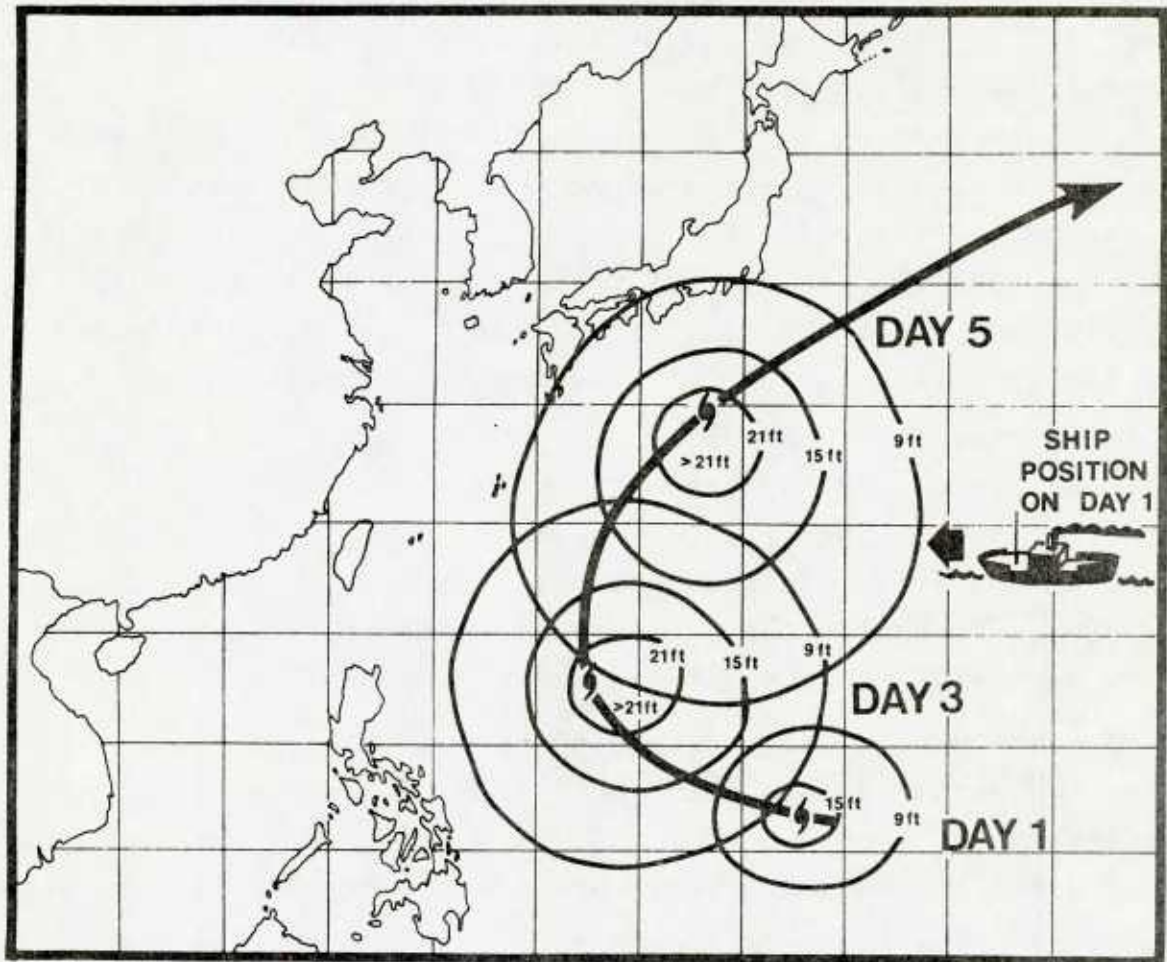 DAY 5
21ft
>21ft
15ft
9ft
SHIP
POSITION
ON DAY 1
21ft
>21ft
15ft
9ft
DAY 3
15ft
9ft
DAY 1